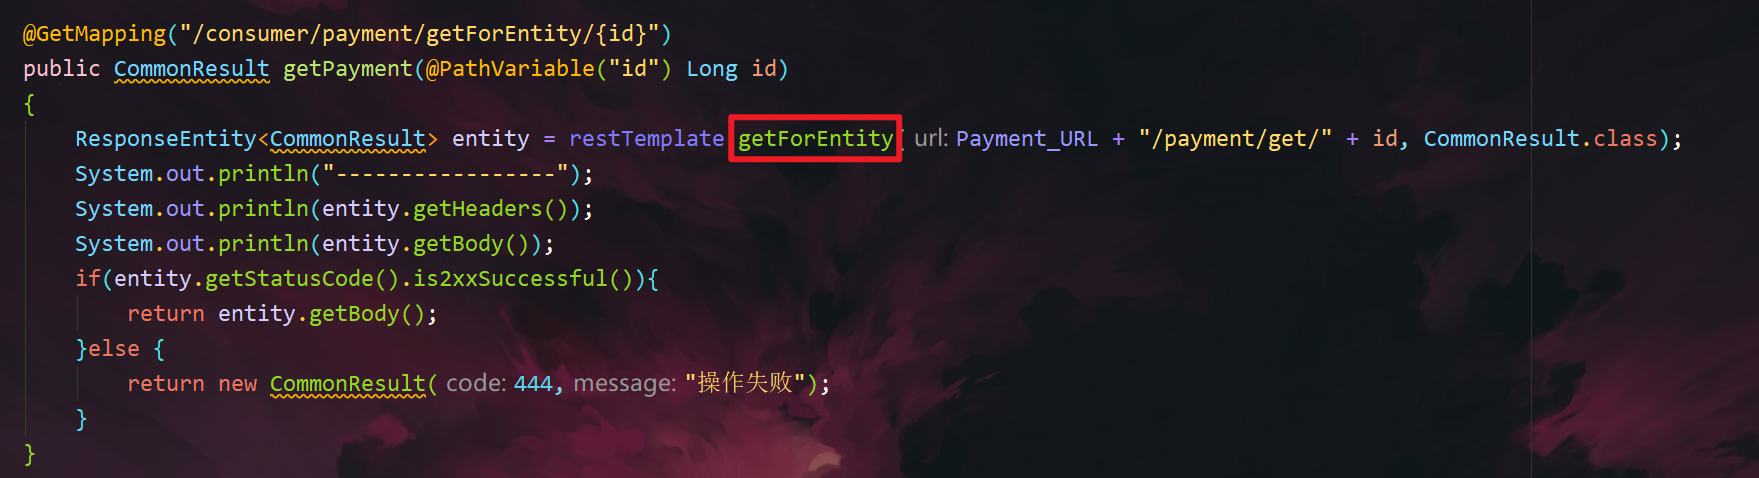 @GetMapping("/consumer/payment/getForEntity/{id}")
public CommonResult getPayment(@PathVariable("id") Long id)
{
ResponseEntity<CommonResult> entity = restTemplate getForEntity( url: Payment_URL + "/payment/get/" + id, CommonResult.class);
System.out.println("-----------------");
System.out.println(entity.getHeaders());
System.out.println(entity.getBody());
if(entity.getStatusCode().is2xxSuccessful()){
return entity.getBody();
}else {
return new CommonResult( code: 444, message: "操作失败");
}
}